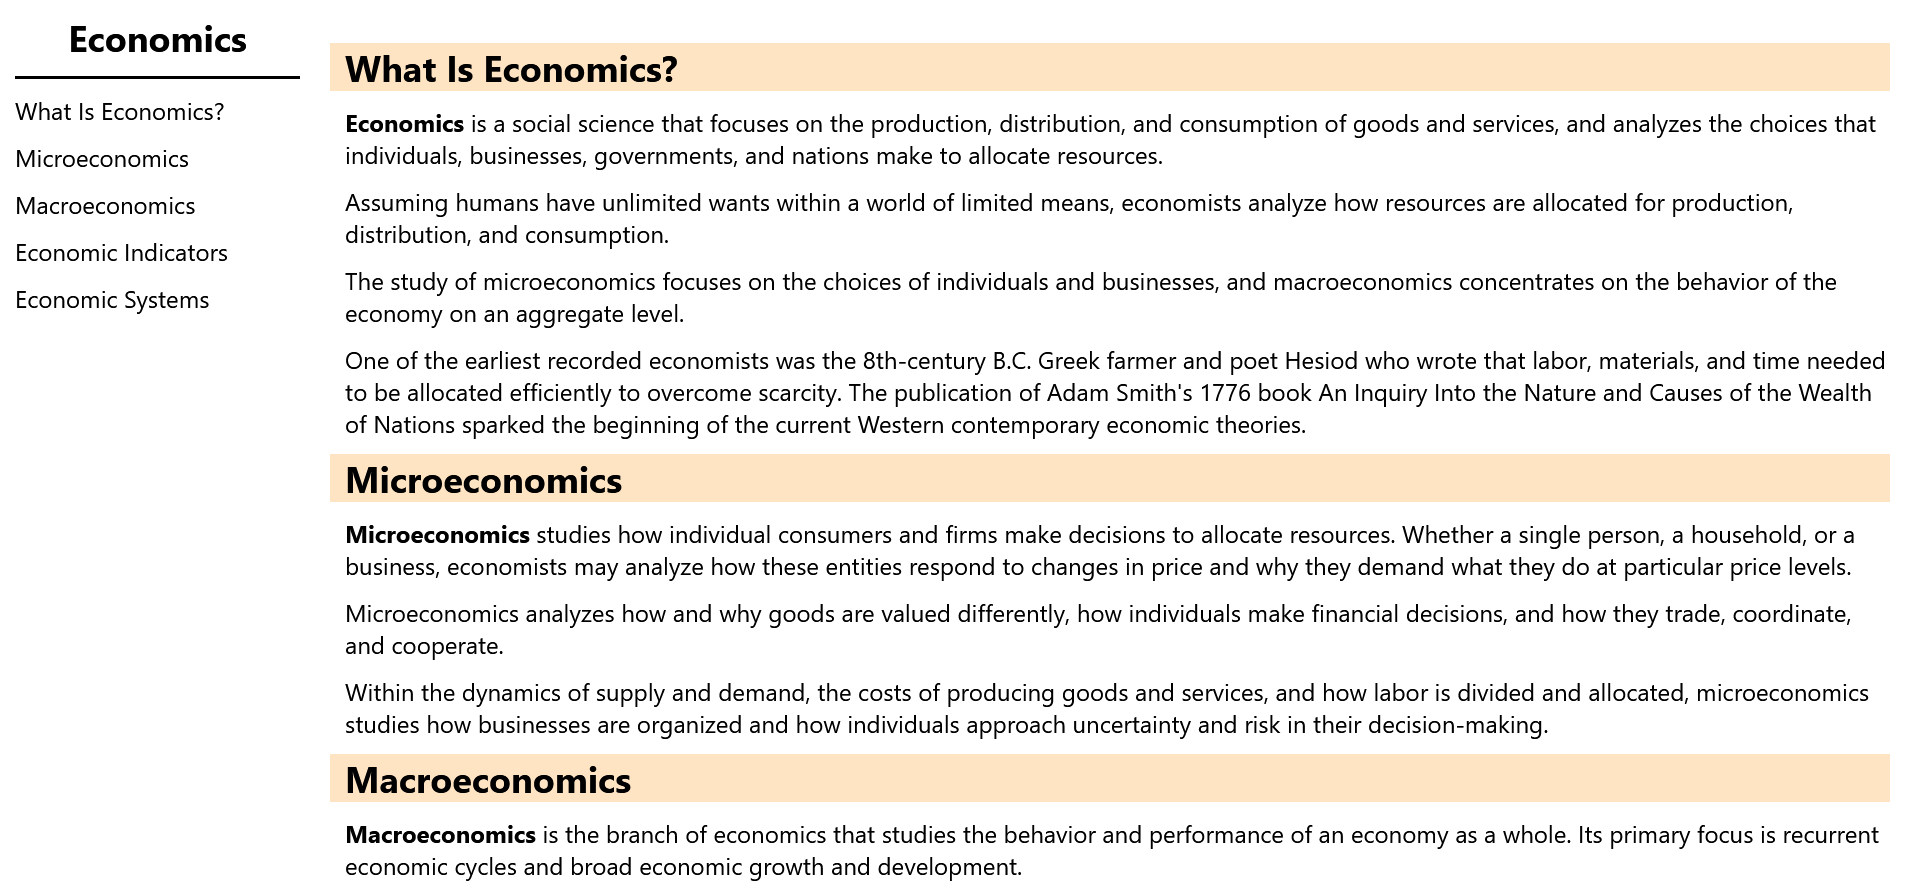 Economics
What Is Economics?
Microeconomics
Macroeconomics
Economic Indicators
Economic Systems
What Is Economics?
Economics is a social science that focuses on the production, distribution, and consumption of goods and services, and analyzes the choices that
individuals, businesses, governments, and nations make to allocate resources.
Assuming humans have unlimited wants within a world of limited means, economists analyze how resources are allocated for production,
distribution, and consumption.
The study of microeconomics focuses on the choices of individuals and businesses, and macroeconomics concentrates on the behavior of the
economy on an aggregate level.
One of the earliest recorded economists was the 8th-century B.C. Greek farmer and poet Hesiod who wrote that labor, materials, and time needed
to be allocated efficiently to overcome scarcity. The publication of Adam Smith's 1776 book An Inquiry Into the Nature and Causes of the Wealth
of Nations sparked the beginning of the current Western contemporary economic theories.
Microeconomics
Microeconomics studies how individual consumers and firms make decisions to allocate resources. Whether a single person, a household, or a
business, economists may analyze how these entities respond to changes in price and why they demand what they do at particular price levels.
Microeconomics analyzes how and why goods are valued differently, how individuals make financial decisions, and how they trade, coordinate,
and cooperate.
Within the dynamics of supply and demand, the costs of producing goods and services, and how labor is divided and allocated, microeconomics
studies how businesses are organized and how individuals approach uncertainty and risk in their decision-making.
Macroeconomics
Macroeconomics is the branch of economics that studies the behavior and performance of an economy as a whole. Its primary focus is recurrent
economic cycles and broad economic growth and development.